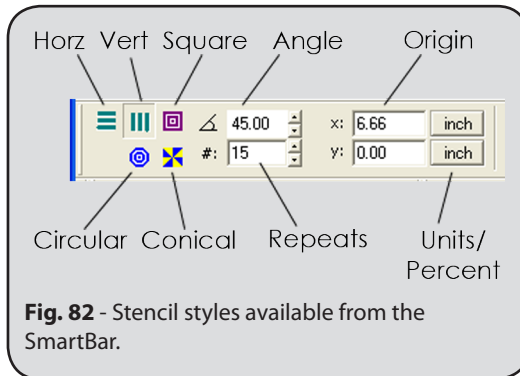 Horz Vert Square Angle Origin
45.00 x: 6.66 inch
#: 15 y: 0.00 inch
Circular Conical Repeats Units/
Percent
Fig. 82 - Stencil styles available from the
SmartBar.